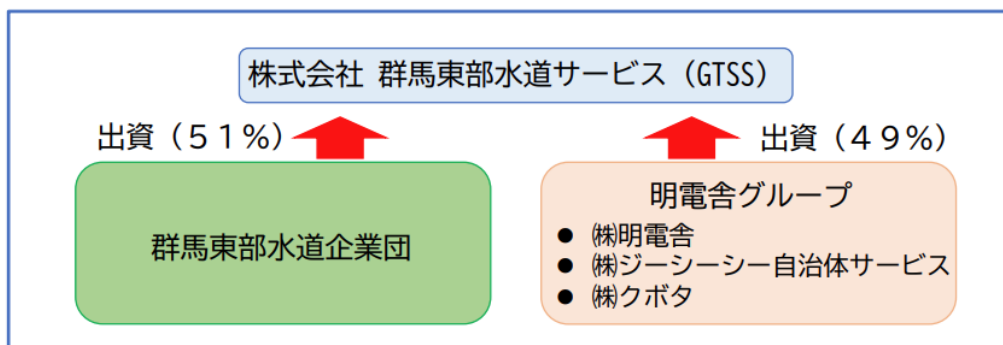 株式会社 群馬東部水道サービス（GTSS）
出資（５１%）
出資（４９%）
群馬東部水道企業団
明電舎グループ
● ㈱明電舎
● ㈱ジーシーシー自治体サービス
● ㈱クボタ